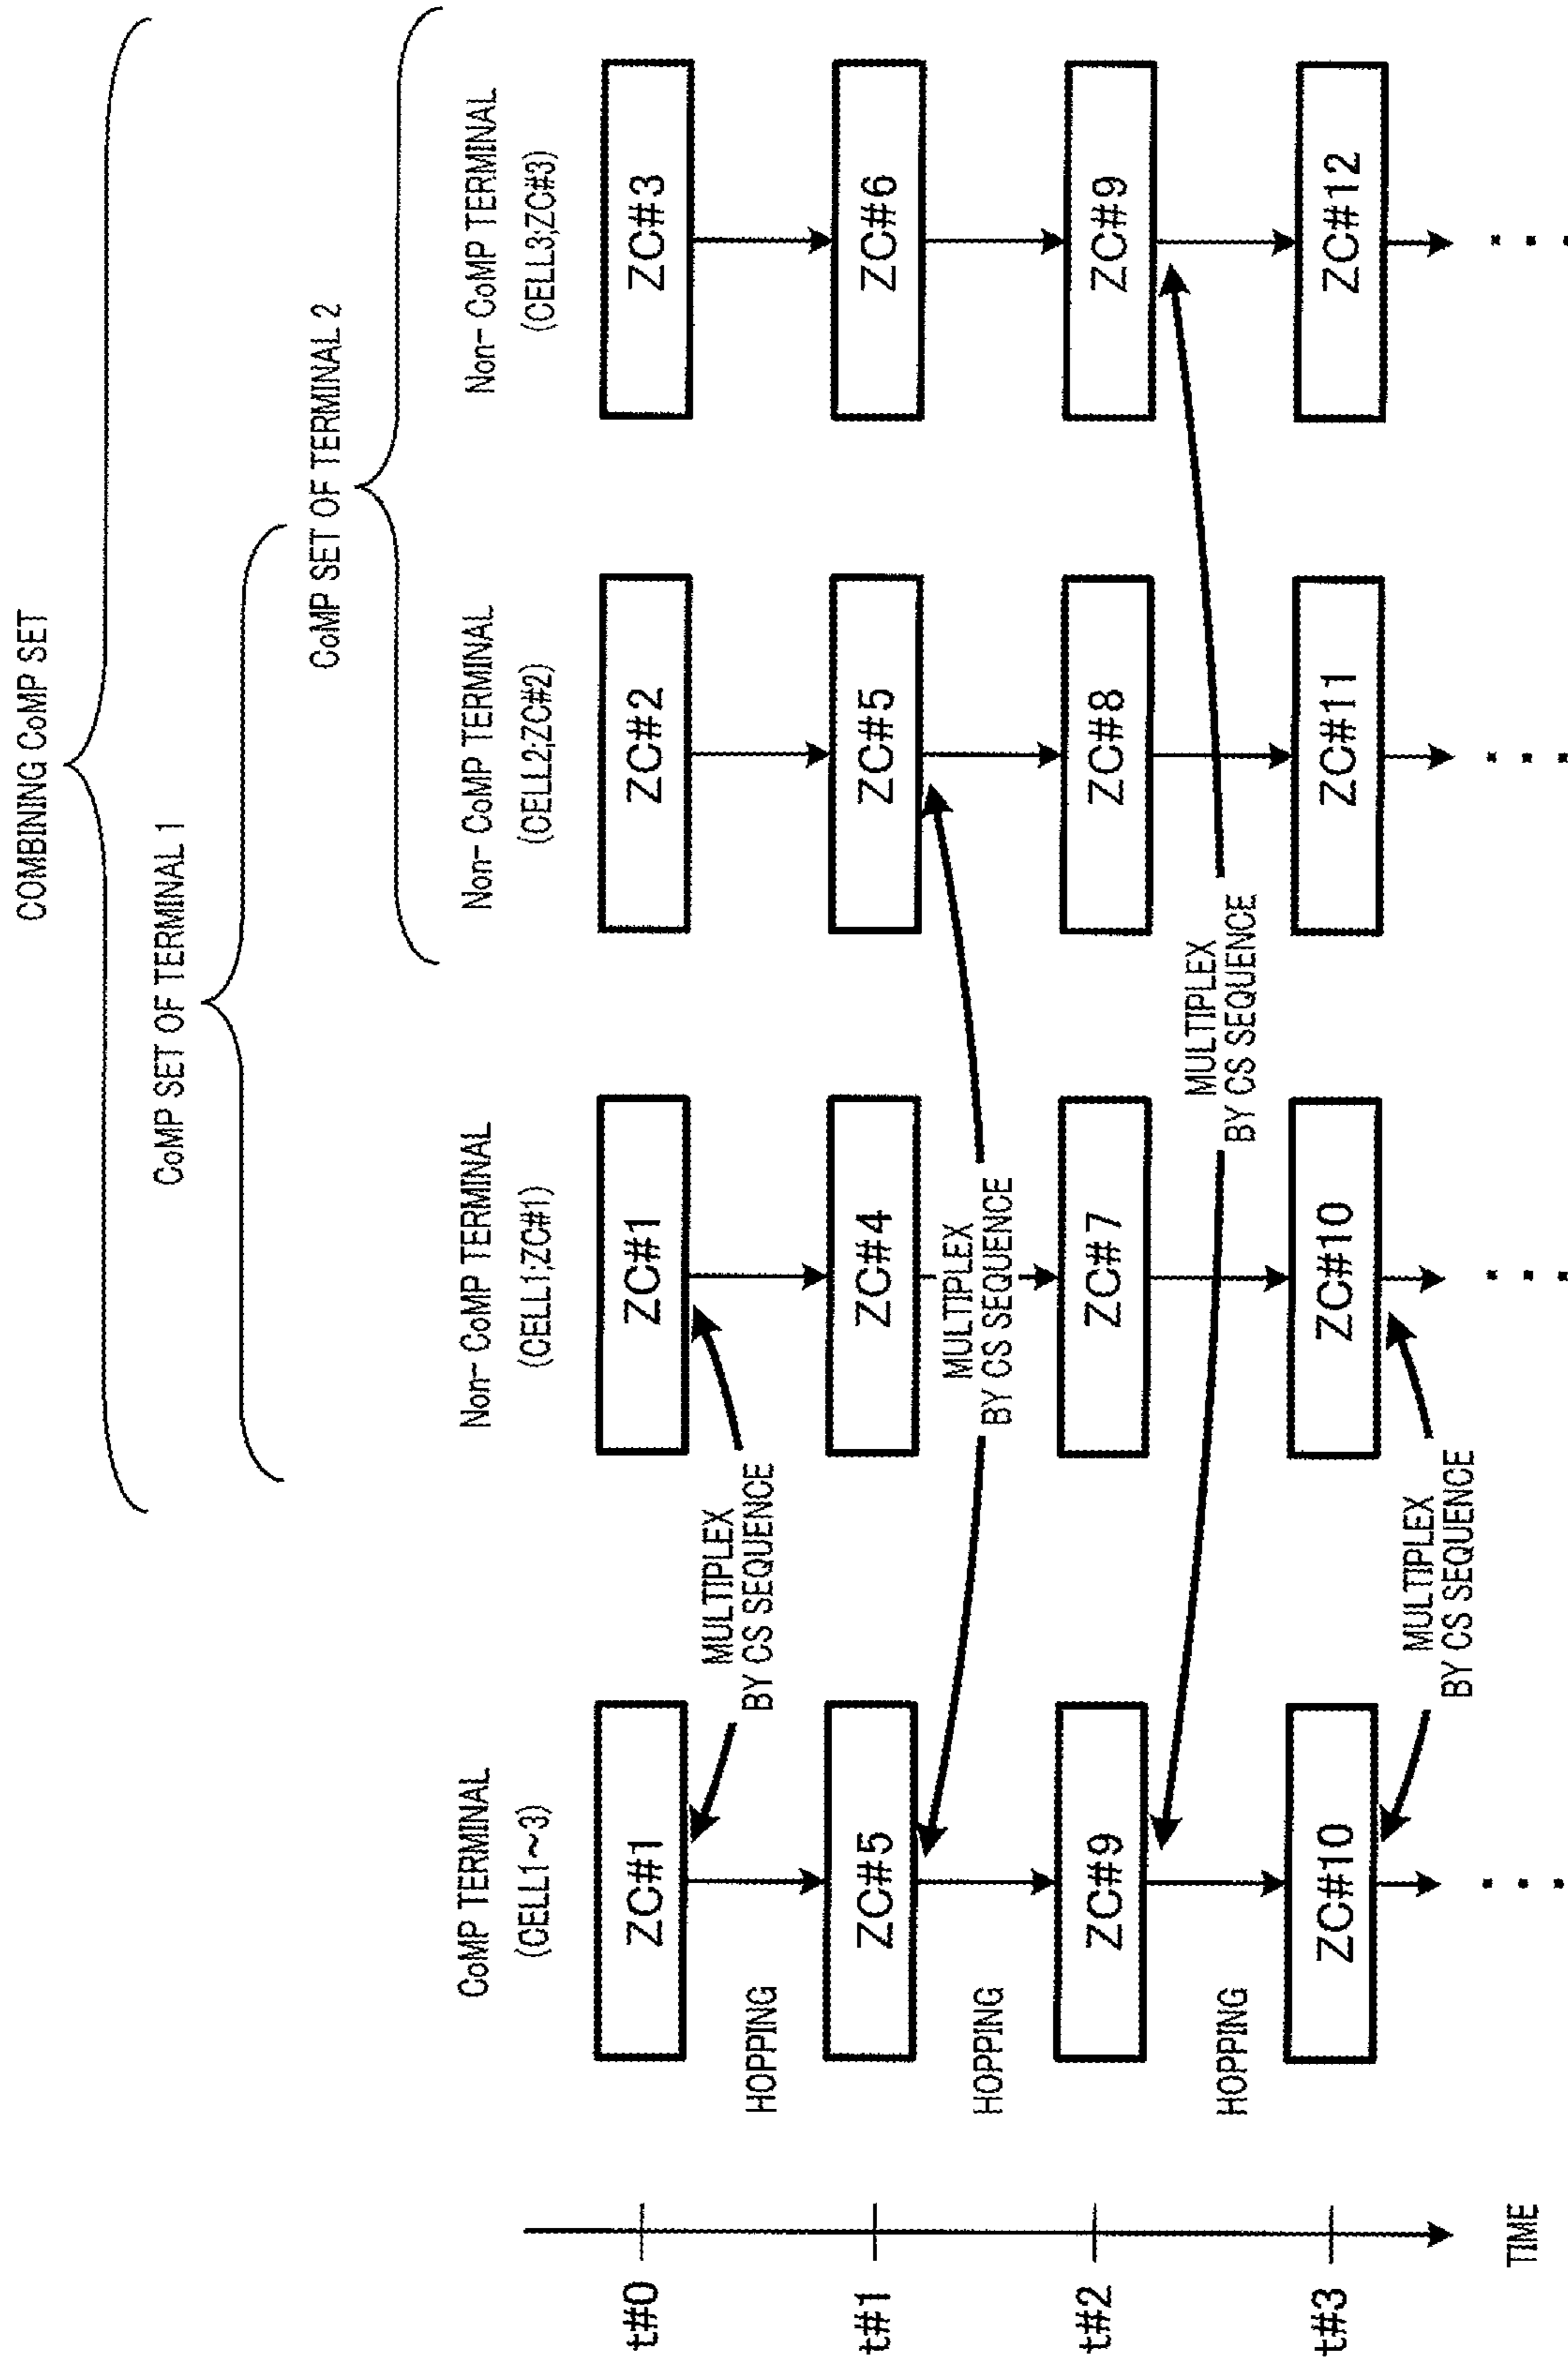 COMBINING CoMP SET
CoMP SET OF TERMINAL 1
CoMP SET OF TERMINAL 2
CoMP TERMINAL
(CELL1~3)
Non- CoMP TERMINAL
(CELL1;ZC#1)
Non- CoMP TERMINAL
(CELL2;ZC#2)
Non- CoMP TERMINAL
(CELL3;ZC#3)
t#0
ZC#1
ZC#1
ZC#2
ZC#3
HOPPING
MULTIPLEX
BY CS SEQUENCE
t#1
ZC#5
ZC#4
ZC#5
ZC#6
HOPPING
MULTIPLEX
BY CS SEQUENCE
t#2
ZC#9
ZC#7
ZC#8
ZC#9
HOPPING
MULTIPLEX
BY CS SEQUENCE
t#3
ZC#10
ZC#10
ZC#11
ZC#12
MULTIPLEX
BY CS SEQUENCE
TIME